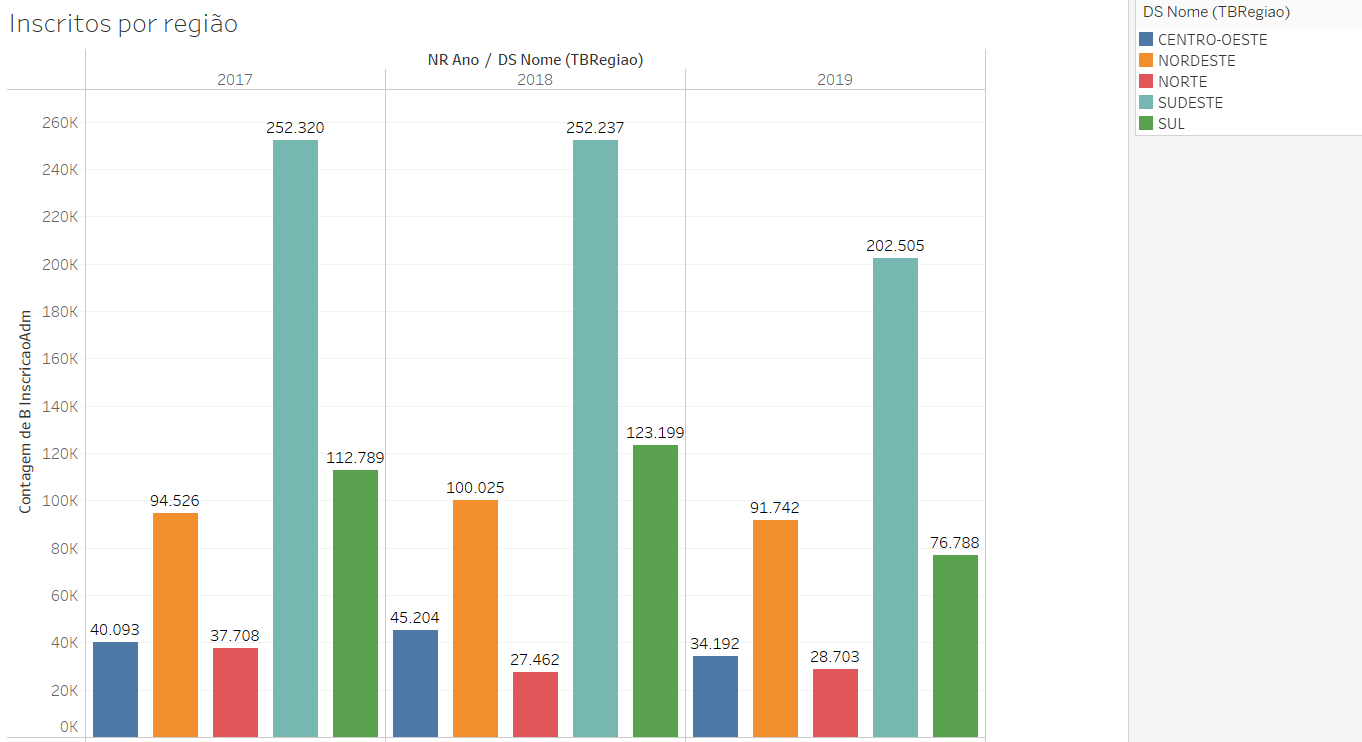 Inscritos por região
NR Ano / DS Nome (TBRegiao)
2017 2018 2019
260K
240K
220K
200K
180K
160K
140K
120K
100K
80K
60K
40K
20K
0K
Contagem de B InscricaoAdm
40.093
94.526
37.708
252.320
112.789
45.204
100.025
27.462
252.237
123.199
34.192
91.742
28.703
202.505
76.788
DS Nome (TBRegiao)
CENTRO-OESTE
NORDESTE
NORTE
SUDESTE
SUL